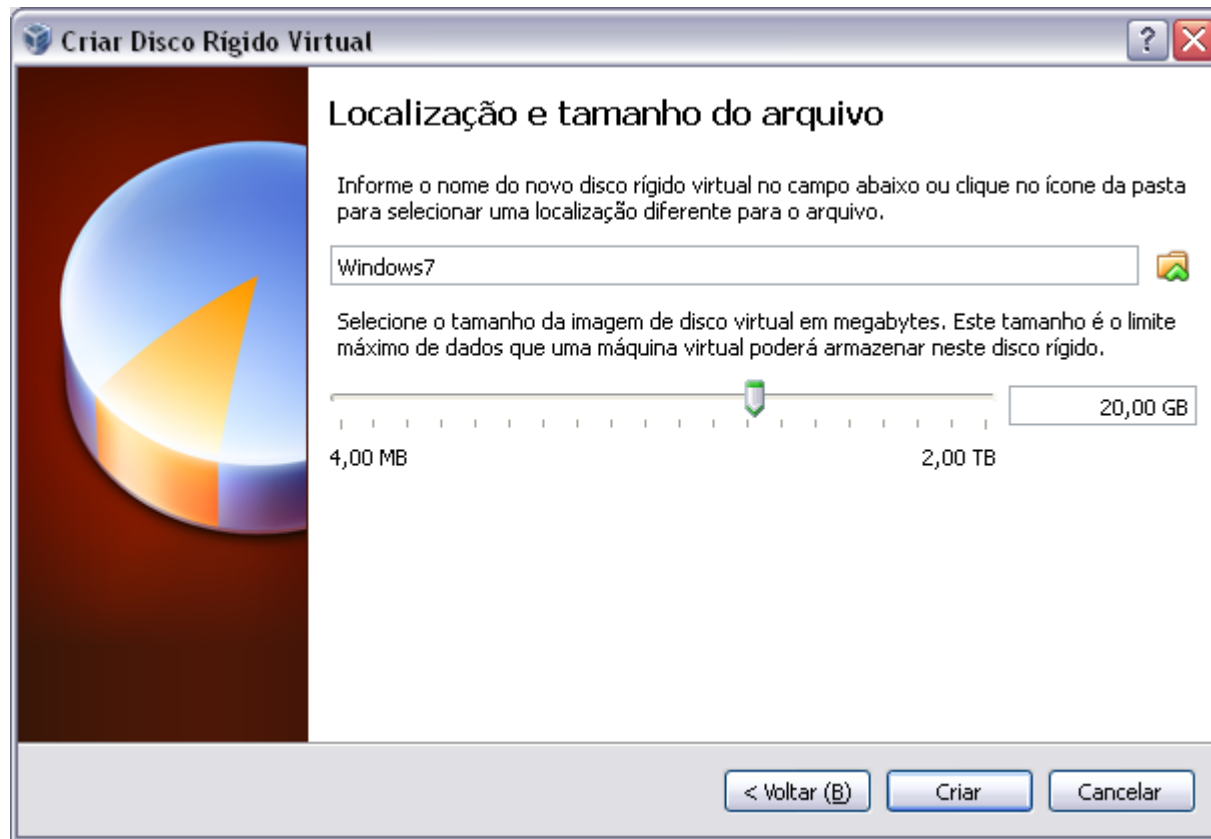 Criar Disco Rígido Virtual
Localização e tamanho do arquivo
Informe o nome do novo disco rígido virtual no campo abaixo ou clique no ícone da pasta
para selecionar uma localização diferente para o arquivo.
Windows7
Selecione o tamanho da imagem de disco virtual em megabytes. Este tamanho é o limite
máximo de dados que uma máquina virtual poderá armazenar neste disco rígido.
20,00 GB
4,00 MB 2,00 TB
< Voltar (B) Criar Cancelar